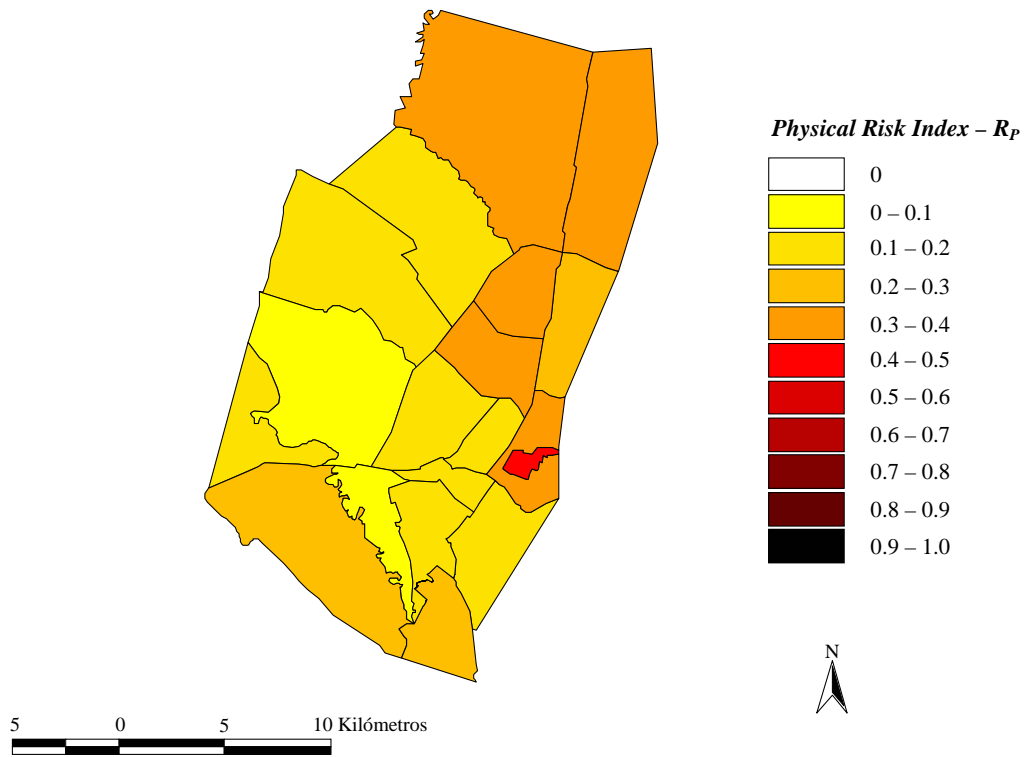 Physical Risk Index – RP
0
0 – 0.1
0.1 – 0.2
0.2 – 0.3
0.3 – 0.4
0.4 – 0.5
0.5 – 0.6
0.6 – 0.7
0.7 – 0.8
0.8 – 0.9
0.9 – 1.0
N
5 0 5 10 Kilómetros